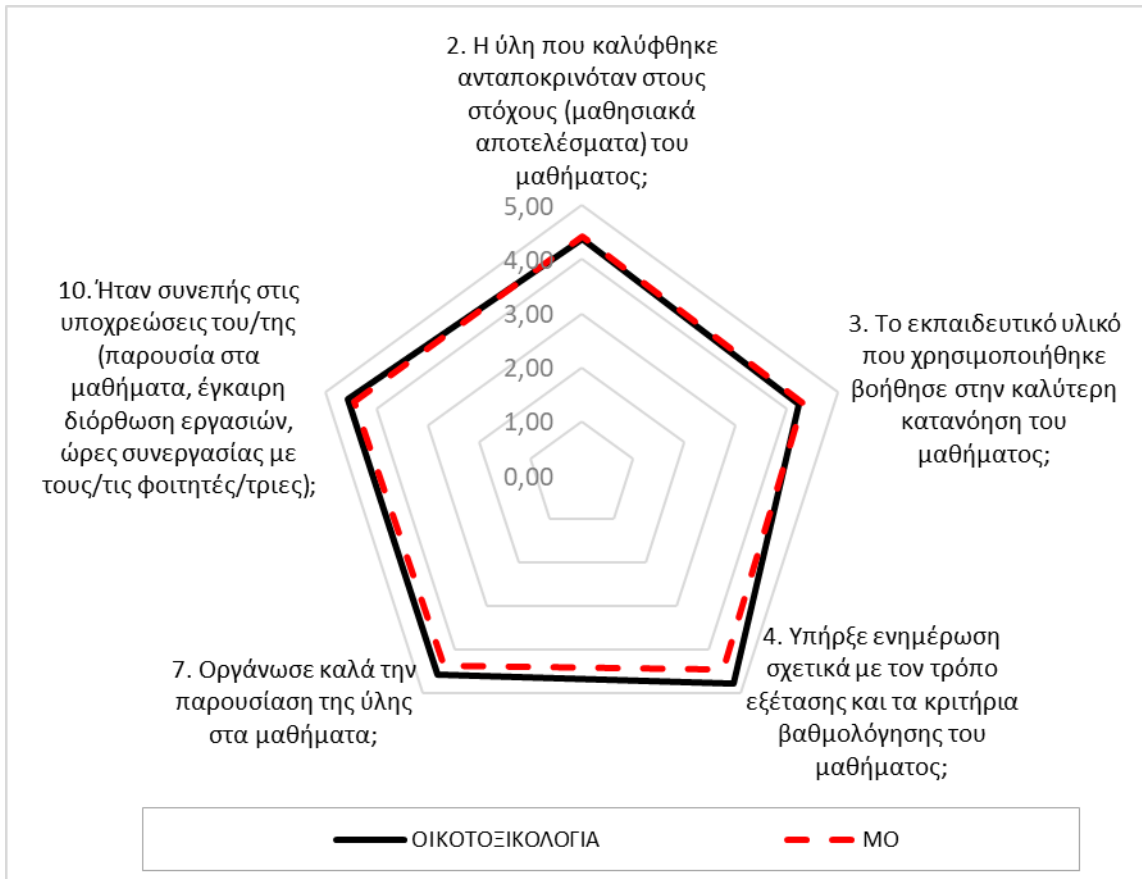 2. Η ύλη που καλύφθηκε
ανταποκρινόταν στους
στόχους (μαθησιακά
αποτελέσματα) του
μαθήματος;
5,00
4,00
3,00
2,00
1,00
0,00
3. Το εκπαιδευτικό υλικό
που χρησιμοποιήθηκε
βοήθησε στην καλύτερη
κατανόηση του
μαθήματος;
4. Υπήρξε ενημέρωση
σχετικά με τον τρόπο
εξέτασης και τα κριτήρια
βαθμολόγησης του
μαθήματος;
7. Οργάνωσε καλά την
παρουσίαση της ύλης
στα μαθήματα;
10. Ήταν συνεπής στις
υποχρεώσεις του/της
(παρουσία στα
μαθήματα, έγκαιρη
διόρθωση εργασιών,
ώρες συνεργασίας με
τους/τις φοιτητές/τριες);
ΟΙΚΟΤΟΞΙΚΟΛΟΓΙΑ
ΜΟ